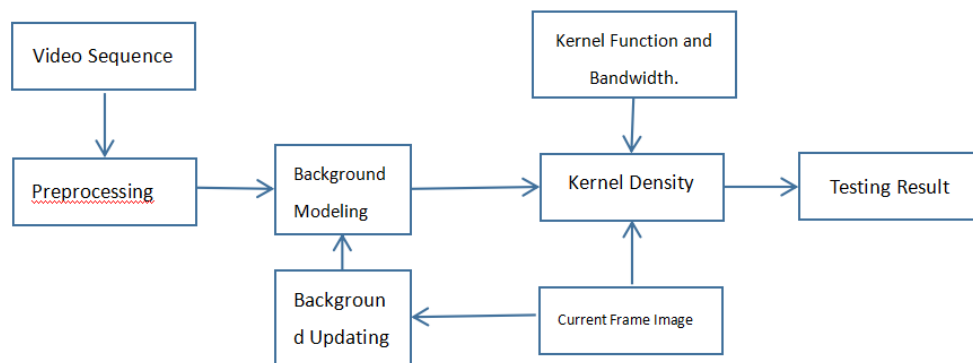 Video Sequence
Kernel Function and
Bandwidth.
Preprocessing
Background
Modeling
Kernel Density
Testing Result
Backgroun
d Updating
Current Frame Image